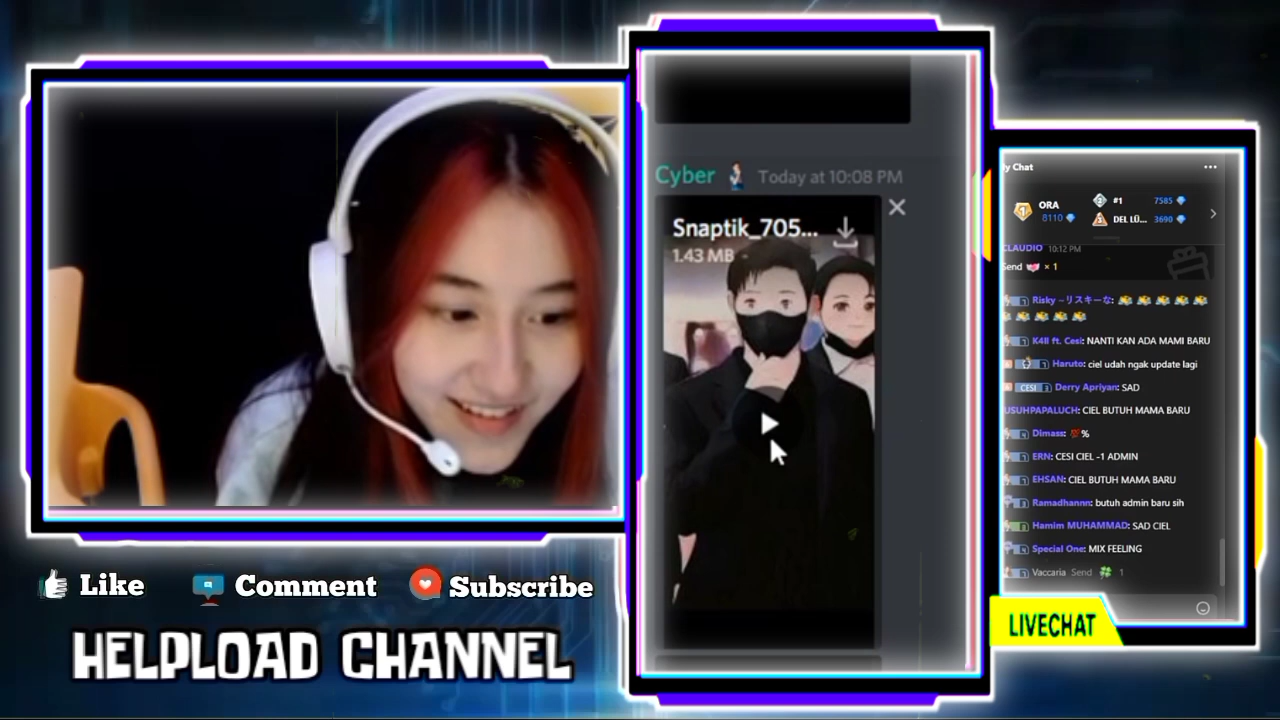 Cyber
Today at 10:08 PM
Snaptik_705...
1.43 MB
y Chat
ORA
8110
#1
7585
DEL LÜ...
3690
CLAUDIO 10:12 PM
Send × 1
Risky –リスキーな:
K4ll ft. Cesi: NANTI KAN ADA MAMI BARU
Haruto: ciel udah ngak update lagi
CESI Derry Apriyan: SAD
USUHPAPALUCH: CIEL BUTUH MAMA BARU
Dimass: 💯%
ERN: CESI CIEL -1 ADMIN
EHSAN: CIEL BUTUH MAMA BARU
Ramadhannn: butuh admin baru sih
Hamim MUHAMMAD: SAD CIEL
Special One: MIX FEELING
Vaccaria Send 1
LIVECHAT
Like Comment Subscribe
HELPLOAD CHANNEL